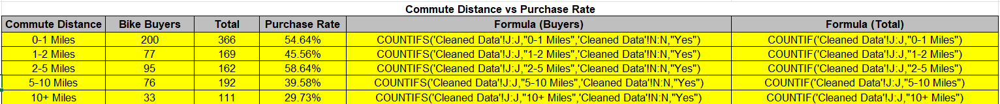 Commute Distance vs Purchase Rate
Commute Distance Bike Buyers Total Purchase Rate Formula (Buyers) Formula (Total)
0-1 Miles 200 366 54.64% COUNTIFS('Cleaned Data'!J:J,"0-1 Miles",'Cleaned Data'!N:N,"Yes") COUNTIF('Cleaned Data'!J:J,"0-1 Miles")
1-2 Miles 77 169 45.56% COUNTIFS('Cleaned Data'!J:J,"1-2 Miles",'Cleaned Data'!N:N,"Yes") COUNTIF('Cleaned Data'!J:J,"1-2 Miles")
2-5 Miles 95 162 58.64% COUNTIFS('Cleaned Data'!J:J,"2-5 Miles",'Cleaned Data'!N:N,"Yes") COUNTIF('Cleaned Data'!J:J,"2-5 Miles")
5-10 Miles 76 192 39.58% COUNTIFS('Cleaned Data'!J:J,"5-10 Miles",'Cleaned Data'!N:N,"Yes") COUNTIF('Cleaned Data'!J:J,"5-10 Miles")
10+ Miles 33 111 29.73% COUNTIFS('Cleaned Data'!J:J,"10+ Miles",'Cleaned Data'!N:N,"Yes") COUNTIF('Cleaned Data'!J:J,"10+ Miles")